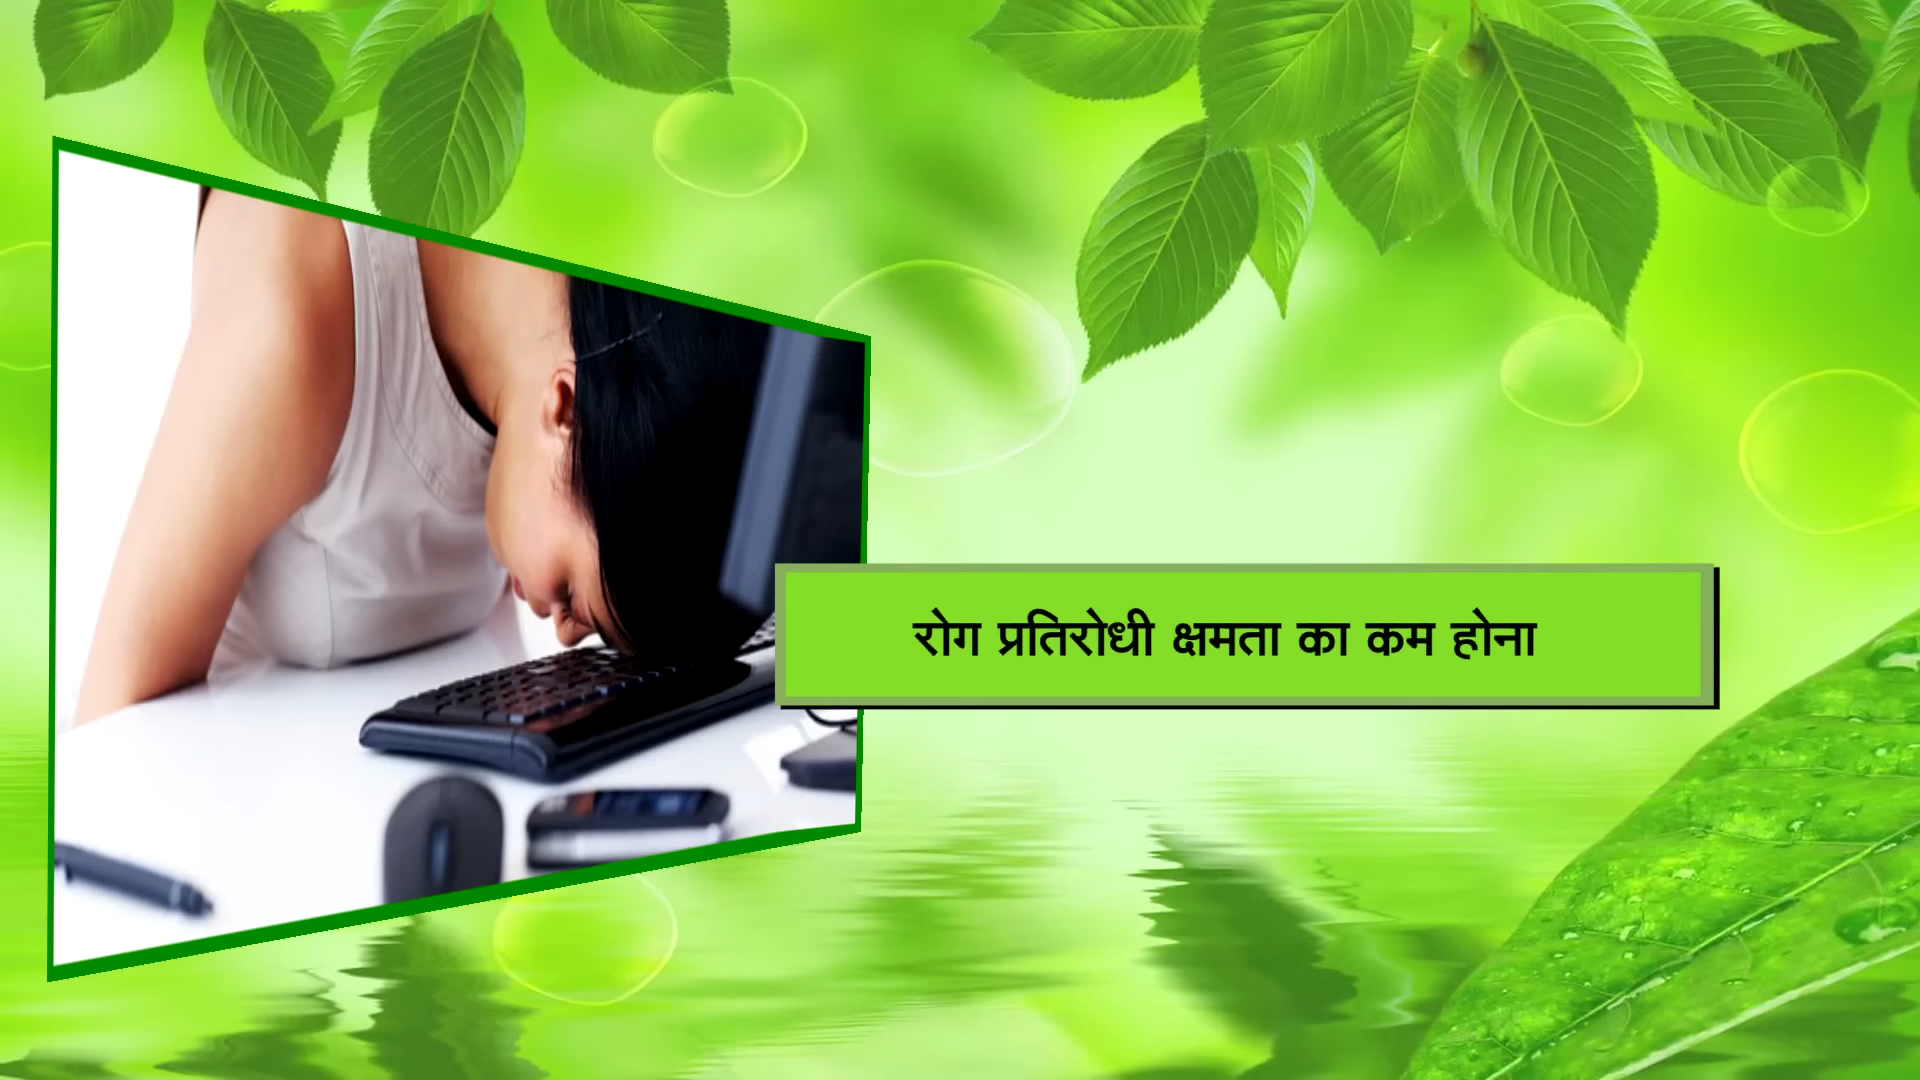 रोग प्रतिरोधी क्षमता का कम होना